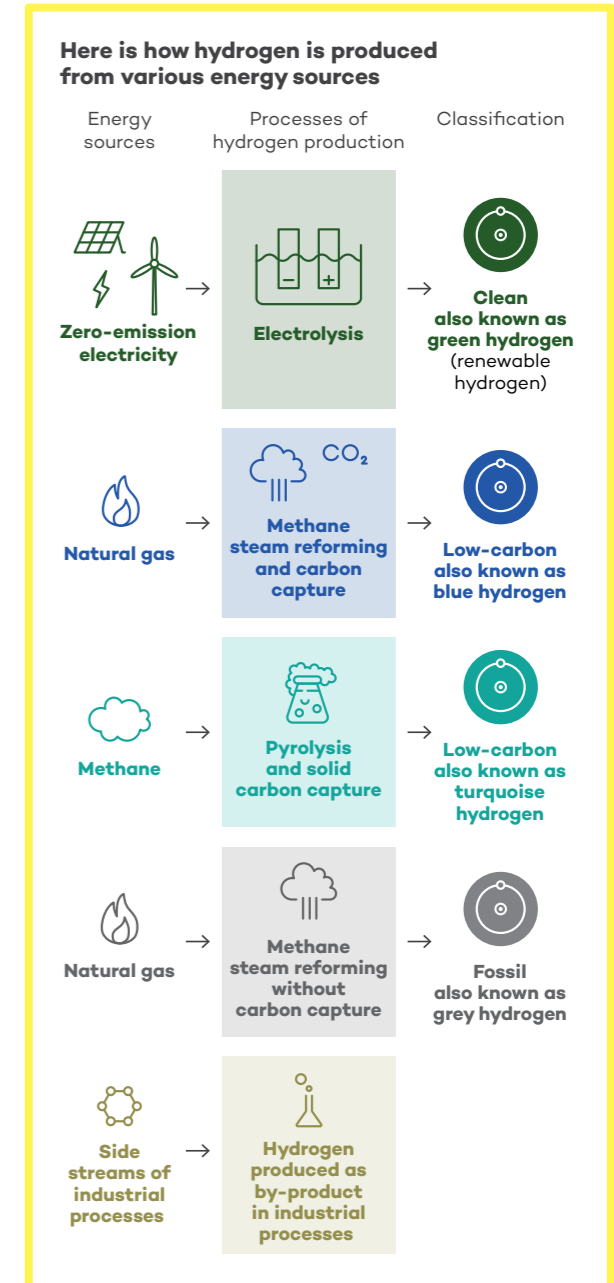 Here is how hydrogen is produced
from various energy sources
Energy
sources
Processes of
hydrogen production
Classification
Zero-emission
electricity
− +
Electrolysis
Clean
also known as
green hydrogen
(renewable
hydrogen)
Natural gas
CO₂
Methane
steam reforming
and carbon
capture
Low-carbon
also known as
blue hydrogen
Methane
Pyrolysis
and solid
carbon capture
Low-carbon
also known as
turquoise
hydrogen
Natural gas
Methane
steam reforming
without
carbon capture
Fossil
also known as
grey hydrogen
Side
streams of
industrial
processes
Hydrogen
produced as
by-product
in industrial
processes